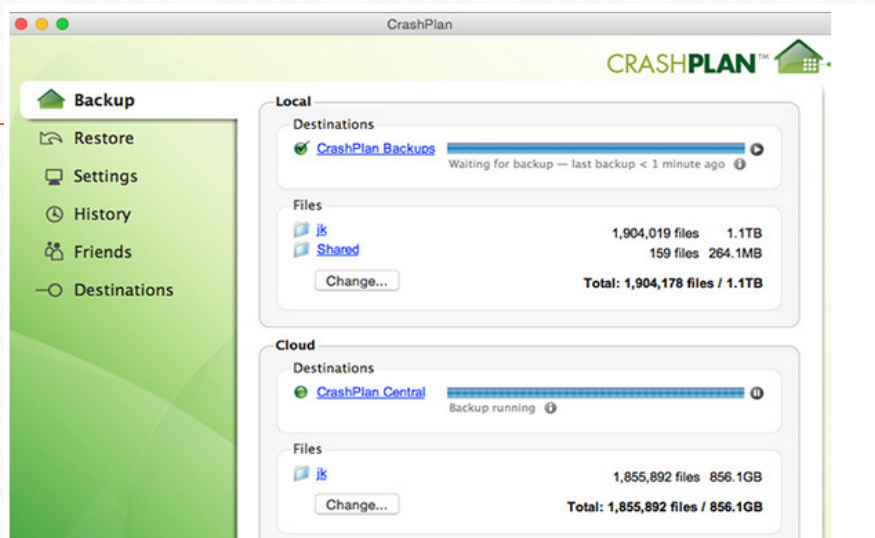 CrashPlan
CRASHPLAN™
Backup
Restore
Settings
History
Friends
Destinations
Local
Destinations
CrashPlan Backups
Waiting for backup — last backup < 1 minute ago
Files
jk 1,904,019 files 1.1TB
Shared 159 files 264.1MB
Change... Total: 1,904,178 files / 1.1TB
Cloud
Destinations
CrashPlan Central
Backup running
Files
jk 1,855,892 files 856.1GB
Change... Total: 1,855,892 files / 856.1GB